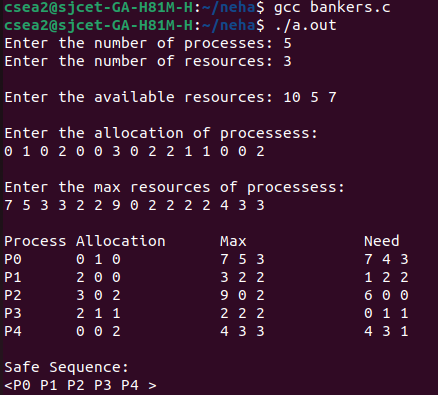 csea2@sjcet-GA-H81M-H:~/neha$ gcc bankers.c
csea2@sjcet-GA-H81M-H:~/neha$ ./a.out
Enter the number of processes: 5
Enter the number of resources: 3
Enter the available resources: 10 5 7
Enter the allocation of processess:
0 1 0 2 0 0 3 0 2 2 1 1 0 0 2
Enter the max resources of processess:
7 5 3 3 2 2 9 0 2 2 2 2 4 3 3
Process Allocation Max Need
P0 0 1 0 7 5 3 7 4 3
P1 2 0 0 3 2 2 1 2 2
P2 3 0 2 9 0 2 6 0 0
P3 2 1 1 2 2 2 0 1 1
P4 0 0 2 4 3 3 4 3 1
Safe Sequence:
<P0 P1 P2 P3 P4 >